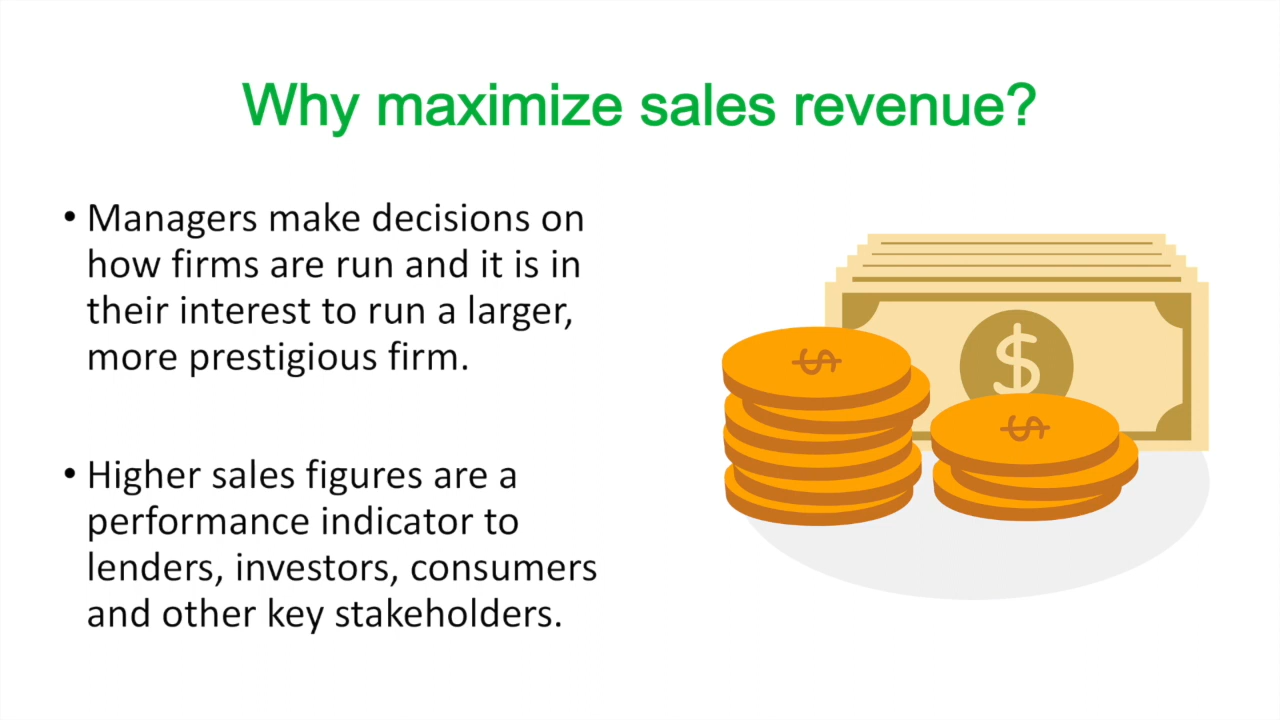 Why maximize sales revenue?
• Managers make decisions on
how firms are run and it is in
their interest to run a larger,
more prestigious firm.
• Higher sales figures are a
performance indicator to
lenders, investors, consumers
and other key stakeholders.
$
$
$